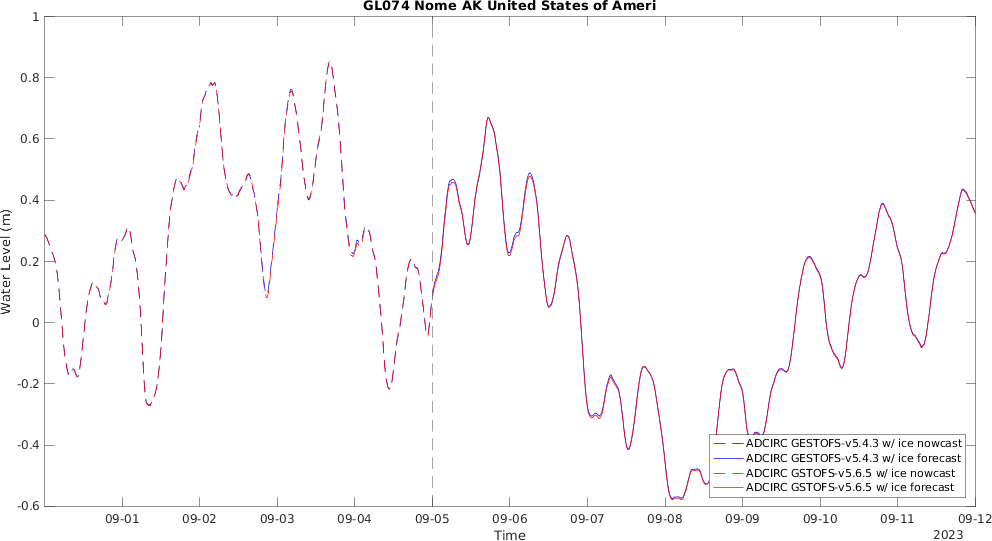 GL074 Nome AK United States of Ameri
1
0.8
0.6
0.4
0.2
0
-0.2
-0.4
-0.6
Water Level (m)
ADCIRC GESTOFS-v5.4.3 w/ ice nowcast
ADCIRC GESTOFS-v5.4.3 w/ ice forecast
ADCIRC GSTOFS-v5.6.5 w/ ice nowcast
ADCIRC GSTOFS-v5.6.5 w/ ice forecast
09-01 09-02 09-03 09-04 09-05 09-06 09-07 09-08 09-09 09-10 09-11 09-12
Time
2023